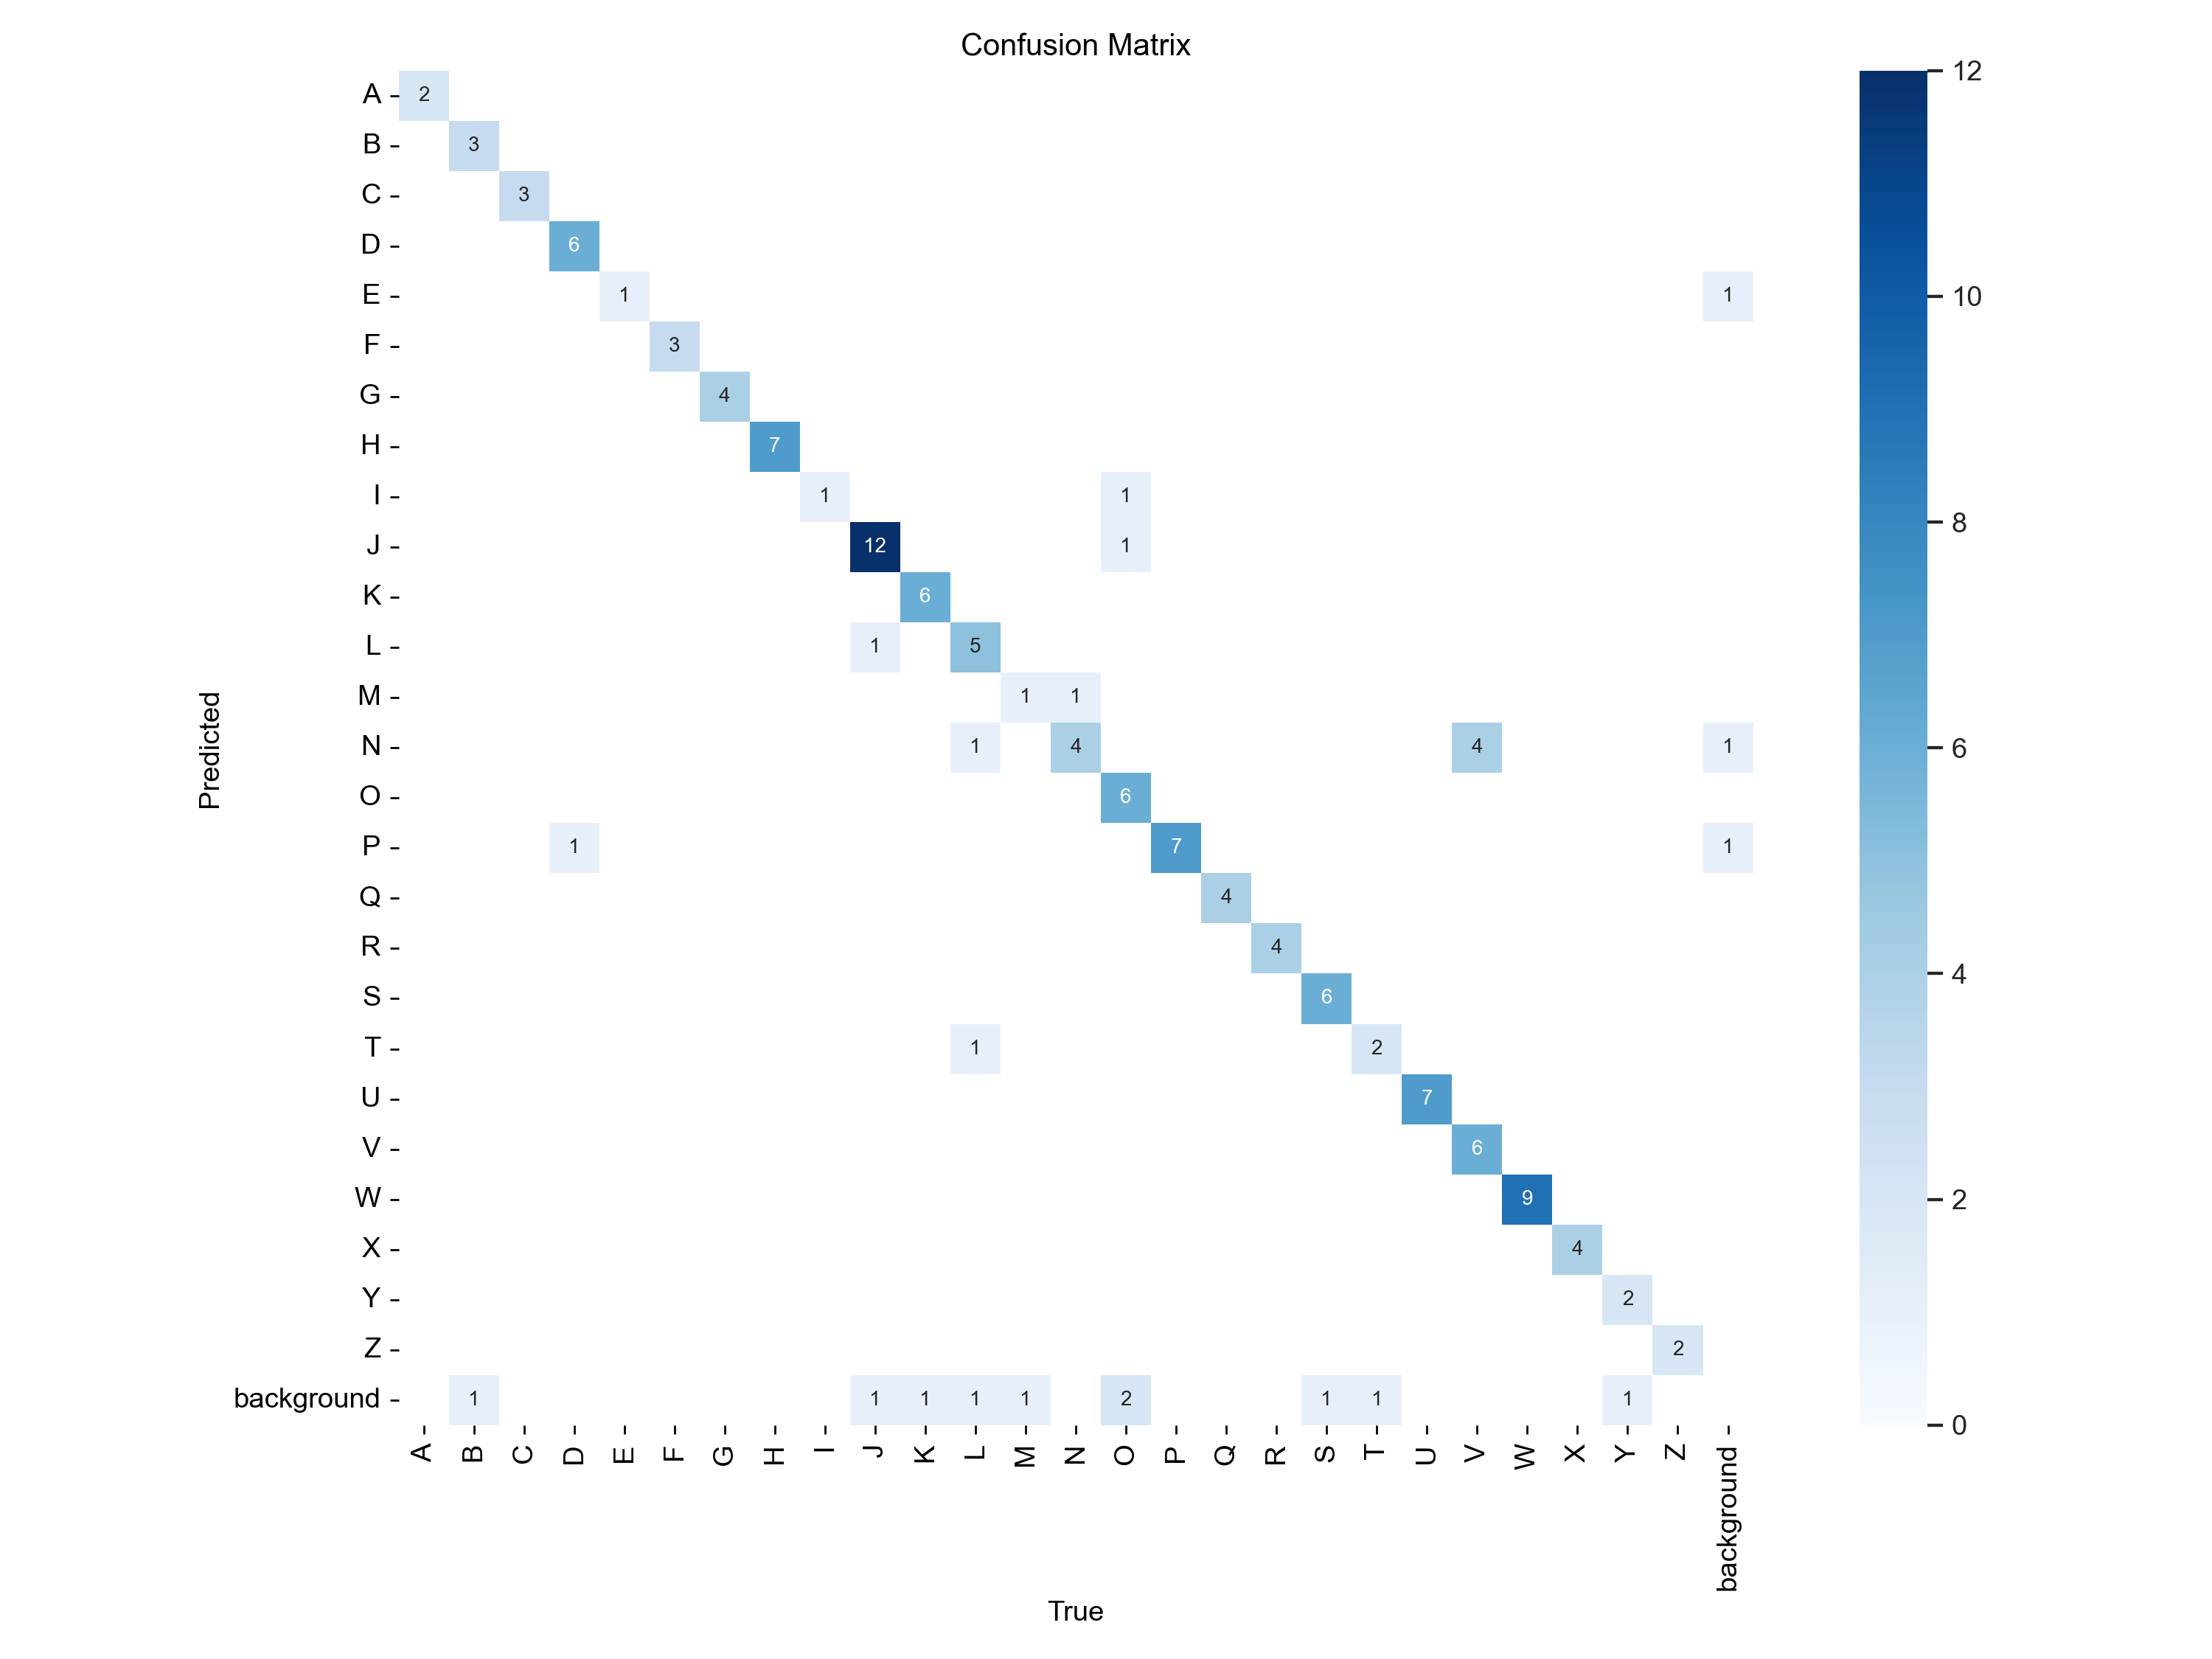 Confusion Matrix
A 2
B 3
C 3
D 6
E 1 1
F 3
G 4
H 7
I 1 1
J 12 1
K 6
L 1 5
M 1 1
N 1 4 4 1
O 6
P 1 7 1
Q 4
R 4
S 6
T 1 2
U 7
V 6
W 9
X 4
Y 2
Z 2
background 1 1 1 1 1 2 1 1 1
A B C D E F G H I J K L M N O P Q R S T U V W X Y Z background
True
Predicted
12
10
8
6
4
2
0